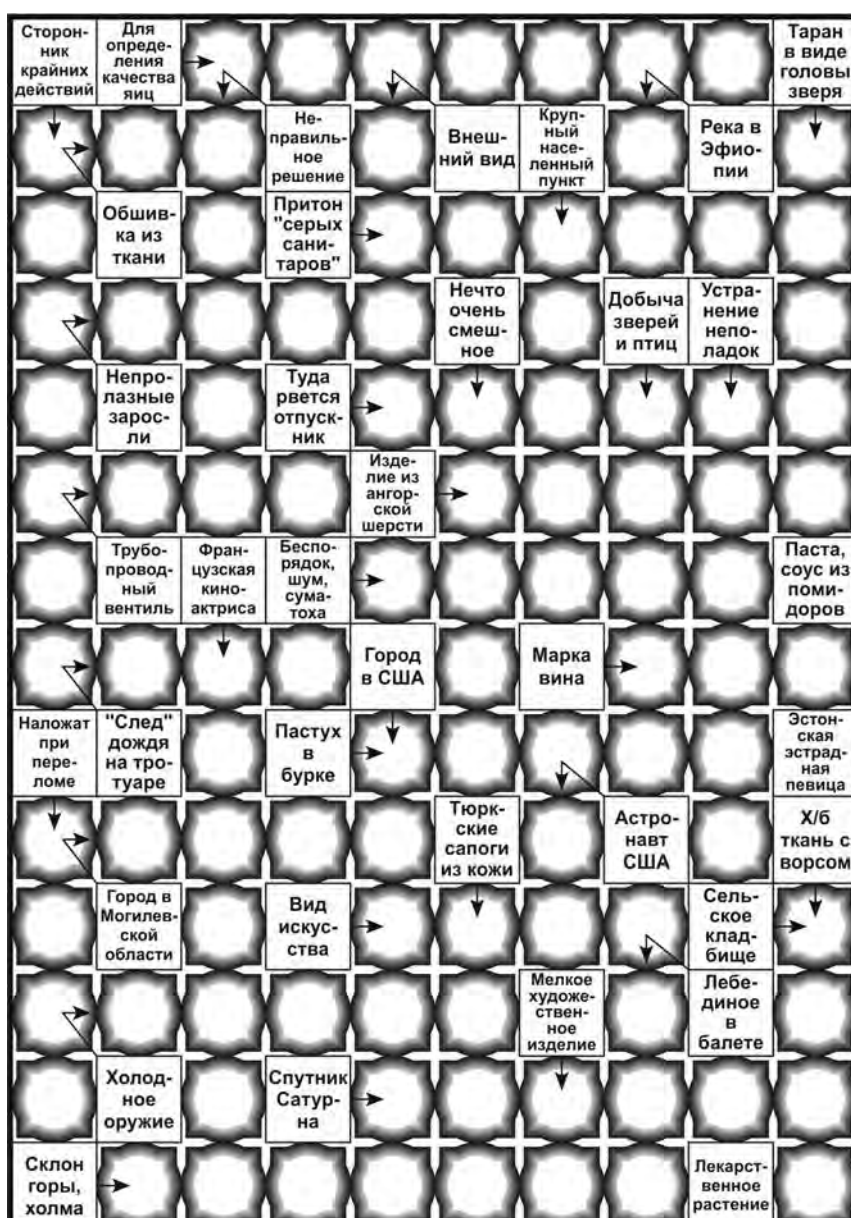 Сторон-
ник
крайних
действий
Для
опреде-
ления
качества
яиц
Таран
в виде
головы
зверя
Не-
правиль-
ное
решение
Внеш-
ний вид
Круп-
ный
насе-
ленный
пункт
Река в
Эфио-
пии
Обшив-
ка из
ткани
Притон
"серых
сани-
таров"
Нечто
очень
смеш-
ное
Добыча
зверей
и птиц
Устра-
нение
непо-
ладок
Непро-
лазные
зарос-
ли
Туда
рвется
отпуск-
ник
Изде-
лие из
ангор-
ской
шерсти
Трубо-
провод-
ный
вентиль
Фран-
цузская
кино-
актриса
Беспо-
рядок,
шум,
сума-
тоха
Паста,
соус из
поми-
доров
Город
в США
Марка
вина
Наложат
при
пере-
ломе
"След"
дождя
на тро-
туаре
Пастух
в
бурке
Эстон-
ская
эстрад-
ная
певица
Тюрк-
ские
сапоги
из кожи
Астро-
навт
США
Х/б
ткань с
ворсом
Город в
Могилев-
ской
области
Вид
искус-
ства
Сель-
ское
клад-
бище
Мелкое
художе-
ствен-
ное
изделие
Лебе-
диное
в
балете
Холод-
ное
оружие
Спутник
Сатур-
на
Склон
горы,
холма
Лекарст-
венное
растение